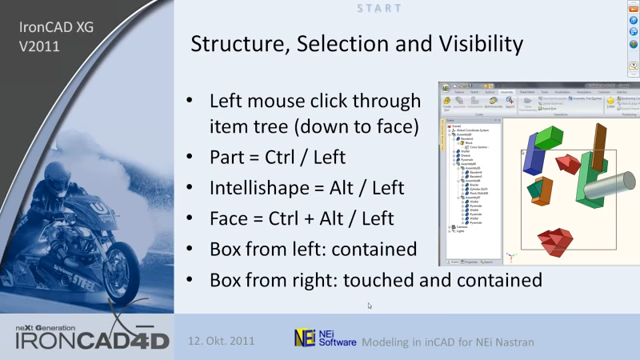 START
IronCAD XG
V2011
Structure, Selection and Visibility
• Left mouse click through
item tree (down to face)
• Part = Ctrl / Left
• Intellishape = Alt / Left
• Face = Ctrl + Alt / Left
• Box from left: contained
• Box from right: touched and contained
neXt Generation
IRONCAD4D
12. Okt. 2011
NEi
NEi
Software
Modeling in inCAD for NEi Nastran